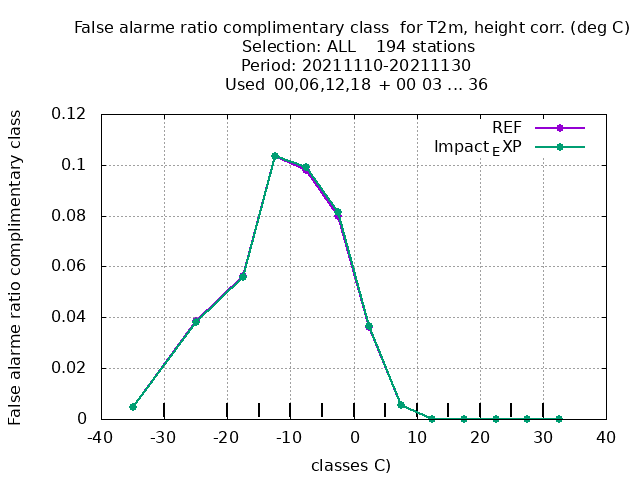 False alarme ratio complimentary class  for T2m, height corr. (deg C)
Selection: ALL    194 stations
Period: 20211110-20211130
Used  00,06,12,18  + 00 03 ... 36
False alarme ratio complimentary class
0.12
0.1
0.08
0.06
0.04
0.02
0
REF
Impact_EXP
-40 -30 -20 -10 0 10 20 30 40
classes C)